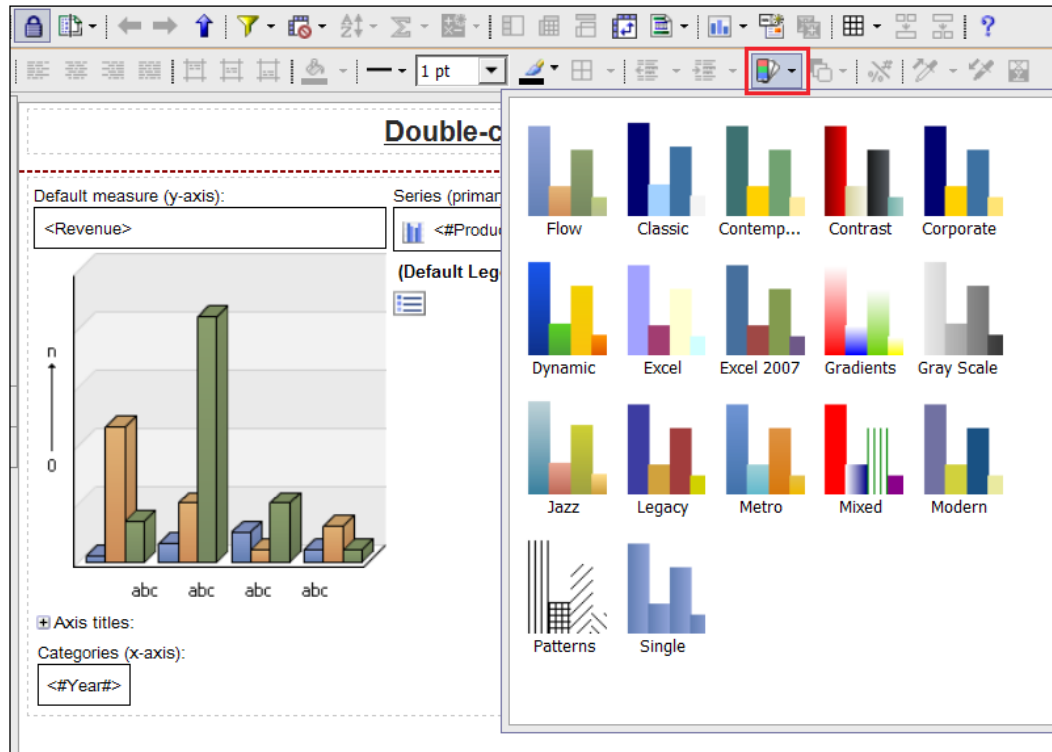 ?
1 pt
Double-c
Default measure (y-axis):
Series (primar
<Revenue>
<#Produc
(Default Leg
n
0
abc abc abc abc
Axis titles:
Categories (x-axis):
<#Year#>
Flow Classic Contemp... Contrast Corporate
Dynamic Excel Excel 2007 Gradients Gray Scale
Jazz Legacy Metro Mixed Modern
Patterns Single